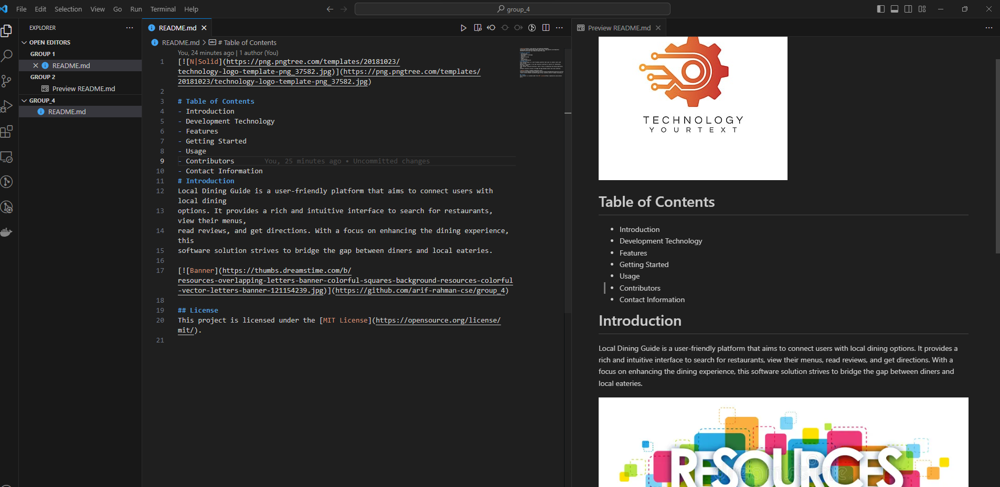 File Edit Selection View Go Run Terminal Help
group_4
EXPLORER
OPEN EDITORS
GROUP 1
README.md
GROUP 2
Preview README.md
GROUP_4
README.md
README.md
README.md > # Table of Contents
You, 24 minutes ago | 1 author (You)
1 [![N|Solid](https://png.pngtree.com/templates/20181023/
technology-logo-template-png_37582.jpg)](https://png.pngtree.com/templates/
20181023/technology-logo-template-png_37582.jpg)
2
3 # Table of Contents
4 - Introduction
5 - Development Technology
6 - Features
7 - Getting Started
8 - Usage
9 - Contributors You, 25 minutes ago • Uncommitted changes
10 - Contact Information
11 # Introduction
12 Local Dining Guide is a user-friendly platform that aims to connect users with
local dining
13 options. It provides a rich and intuitive interface to search for restaurants,
view their menus,
14 read reviews, and get directions. With a focus on enhancing the dining experience,
this
15 software solution strives to bridge the gap between diners and local eateries.
16
17 [![Banner](https://thumbs.dreamstime.com/b/
resources-overlapping-letters-banner-colorful-squares-background-resources-colorful
-vector-letters-banner-121154239.jpg)](https://github.com/arif-rahman-cse/group_4)
18
19 ## License
20 This project is licensed under the [MIT License](https://opensource.org/license/
mit/).
21
Preview README.md
TECHNOLOGY
YOURTEXT
Table of Contents
• Introduction
• Development Technology
• Features
• Getting Started
• Usage
• Contributors
• Contact Information
Introduction
Local Dining Guide is a user-friendly platform that aims to connect users with local dining options. It provides a
rich and intuitive interface to search for restaurants, view their menus, read reviews, and get directions. With a
focus on enhancing the dining experience, this software solution strives to bridge the gap between diners and
local eateries.
RESOURCES